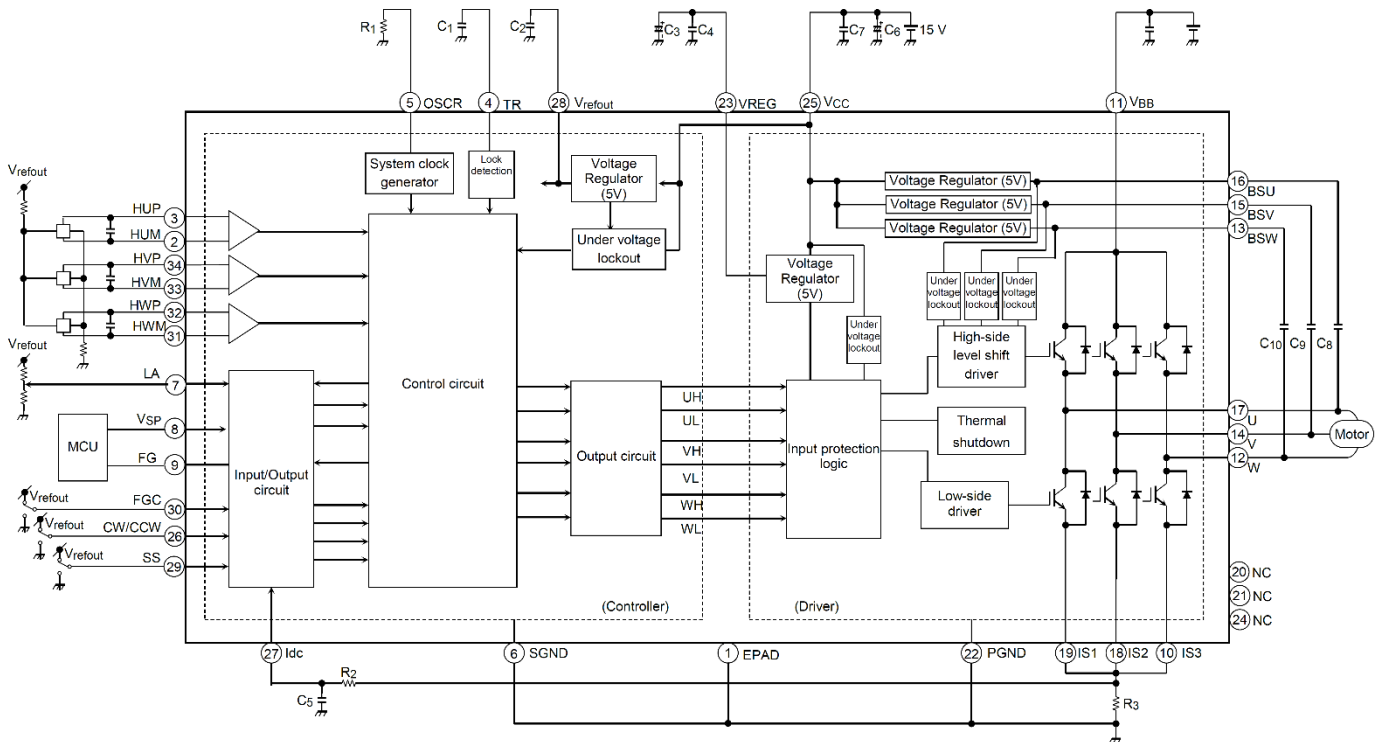 R1
C1
C2
C3
C4
C7
C6
15 V
5 OSCR
4 TR
28 Vrefout
23 VREG
25 VCC
11 VBB
System clock
generator
Lock
detection
Voltage
Regulator
(5V)
Under voltage
lockout
Voltage Regulator (5V)
Voltage Regulator (5V)
Voltage Regulator (5V)
16
BSU
15
BSV
13
BSW
Vrefout
HUP 3
HUM 2
HVP 34
HVM 33
HWP 32
HWM 31
Vrefout
LA 7
VSP 8
MCU
FG 9
Vrefout
FGC 30
Vrefout
CW/CCW 26
Vrefout
SS 29
Input/Output
circuit
Control circuit
Output circuit
UH
UL
VH
VL
WH
WL
Voltage
Regulator
(5V)
Under
voltage
lockout
Under
voltage
lockout
Under
voltage
lockout
Under
voltage
lockout
High-side
level shift
driver
Thermal
shutdown
Input protection
logic
Low-side
driver
C10
C9
C8
17
U
14
V
12
W
Motor
20 NC
21 NC
24 NC
(Controller)
(Driver)
27 Idc
6 SGND
1 EPAD
22 PGND
19 IS1
18 IS2
10 IS3
R2
C5
R3